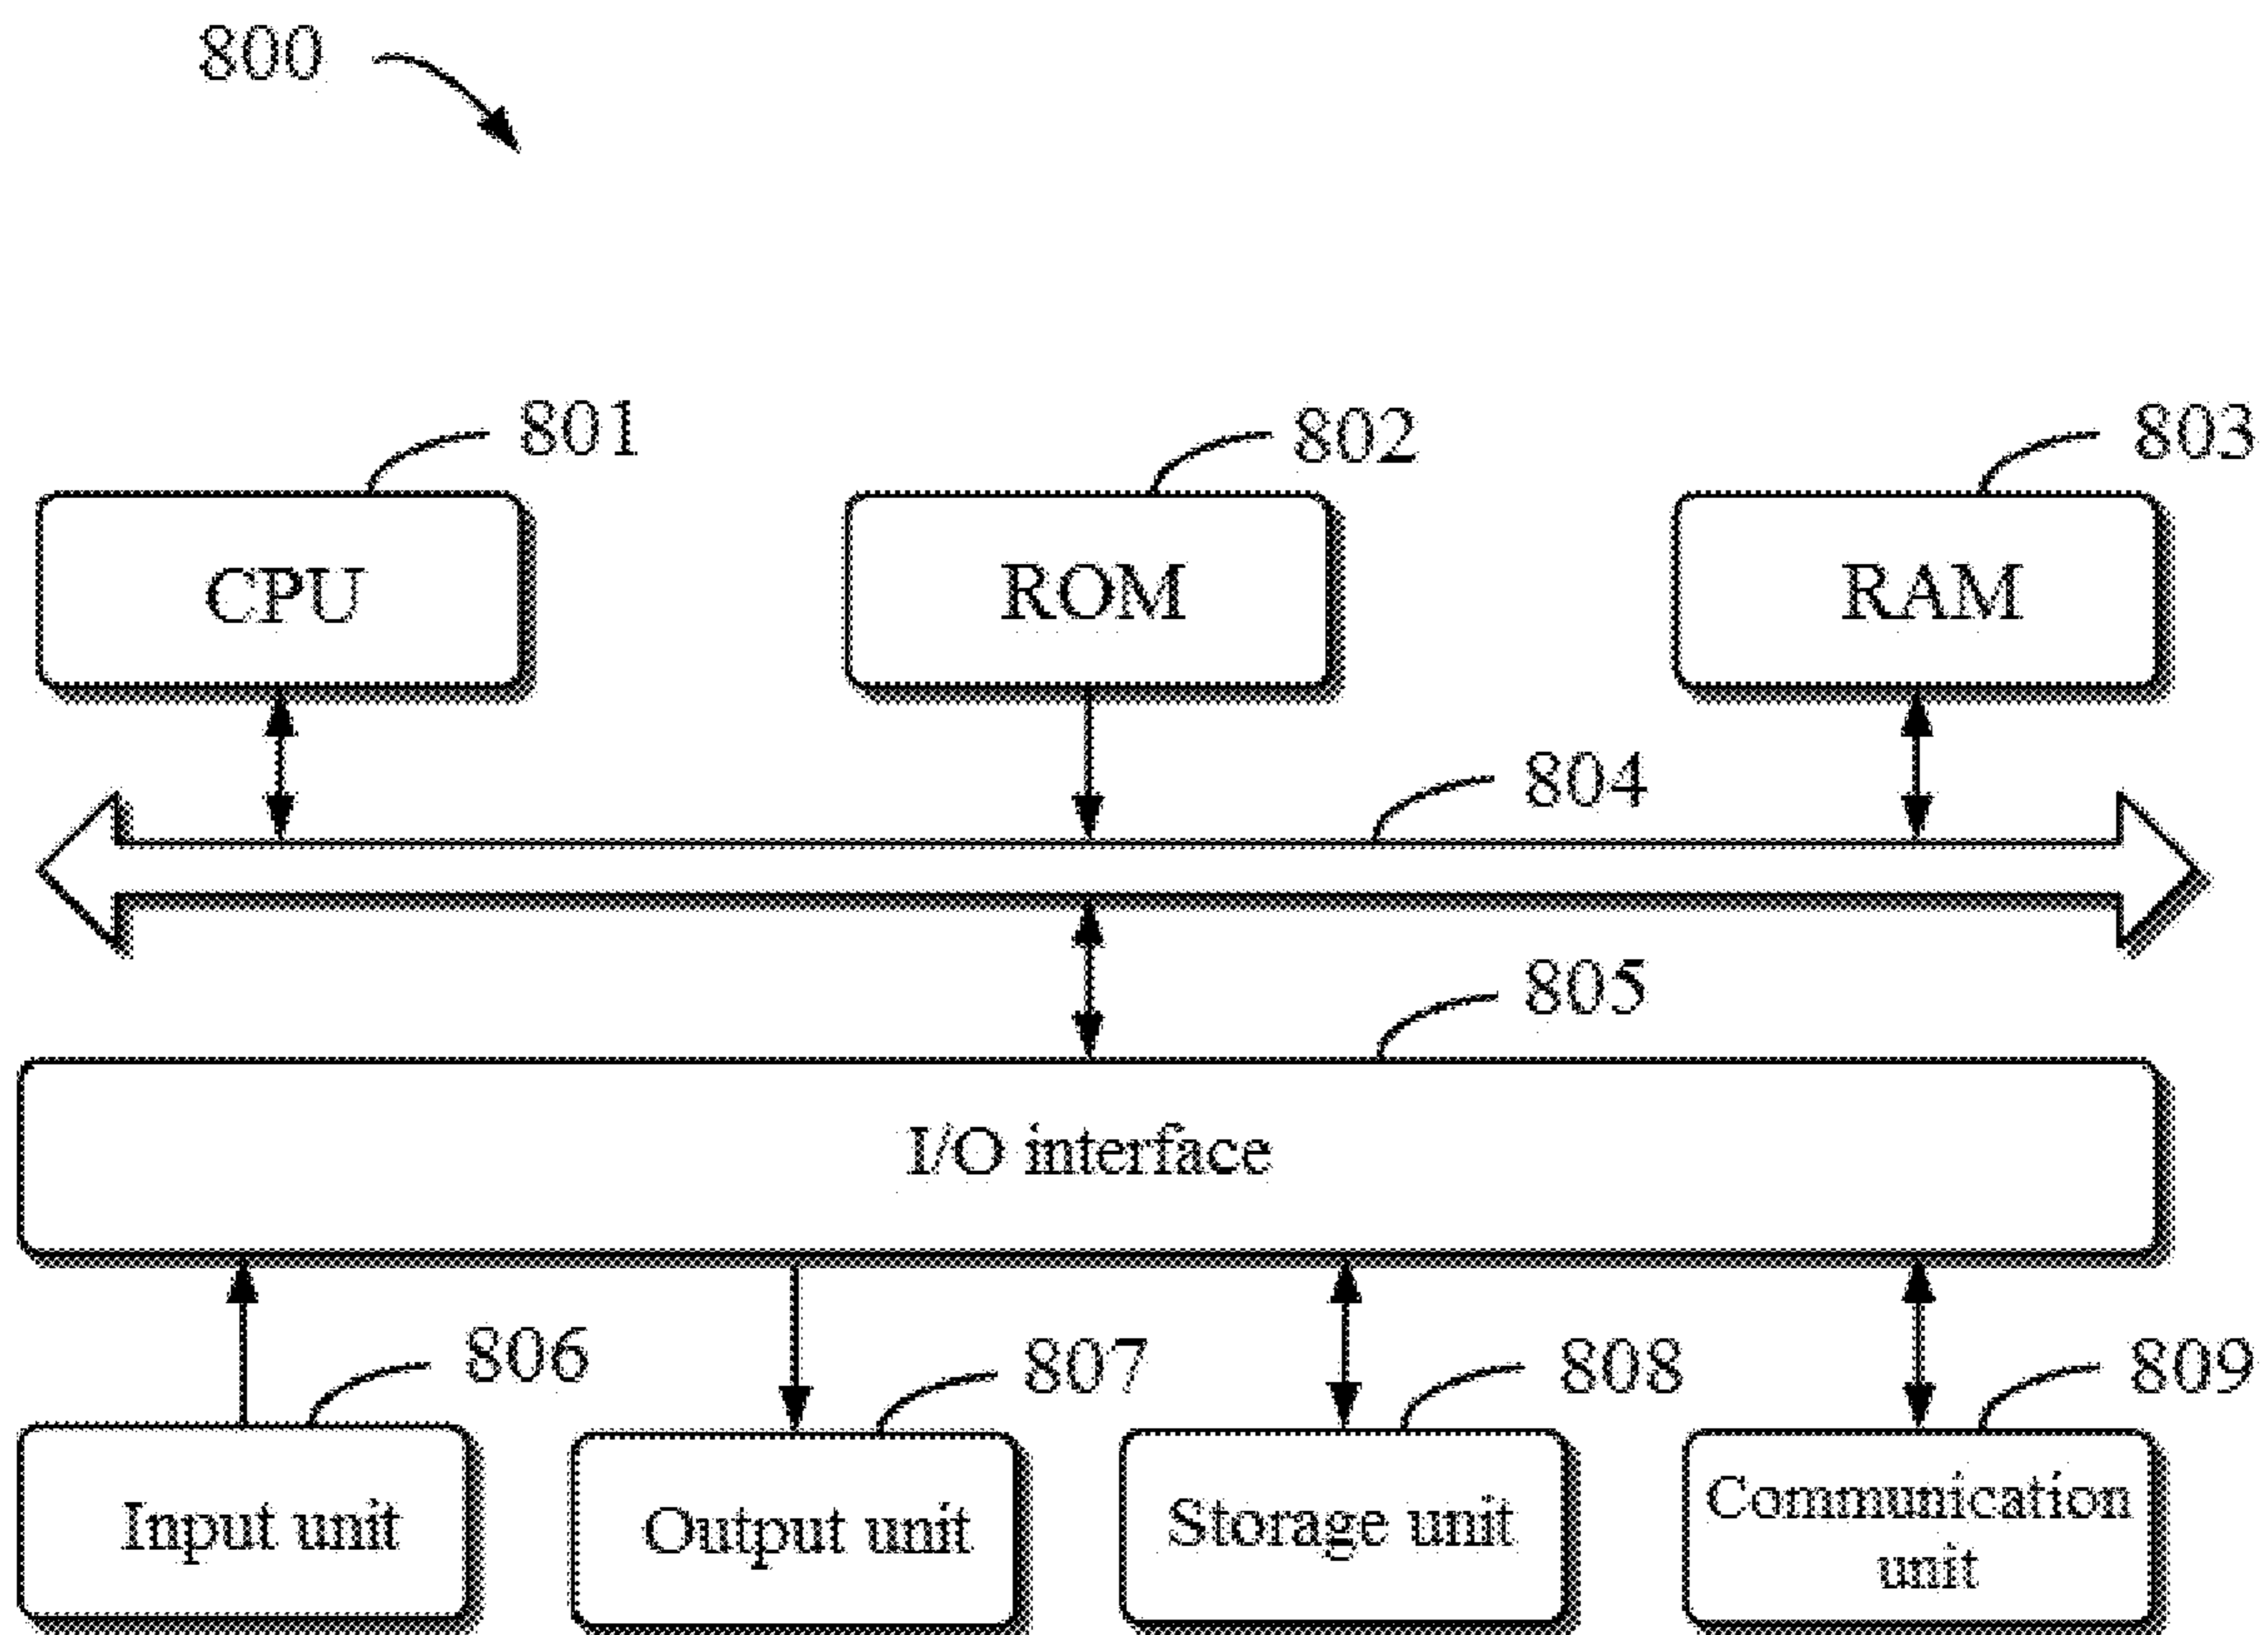 800
801
802
803
CPU
ROM
RAM
804
805
I/O interface
806
807
808
809
Input unit
Output unit
Storage unit
Communication
unit